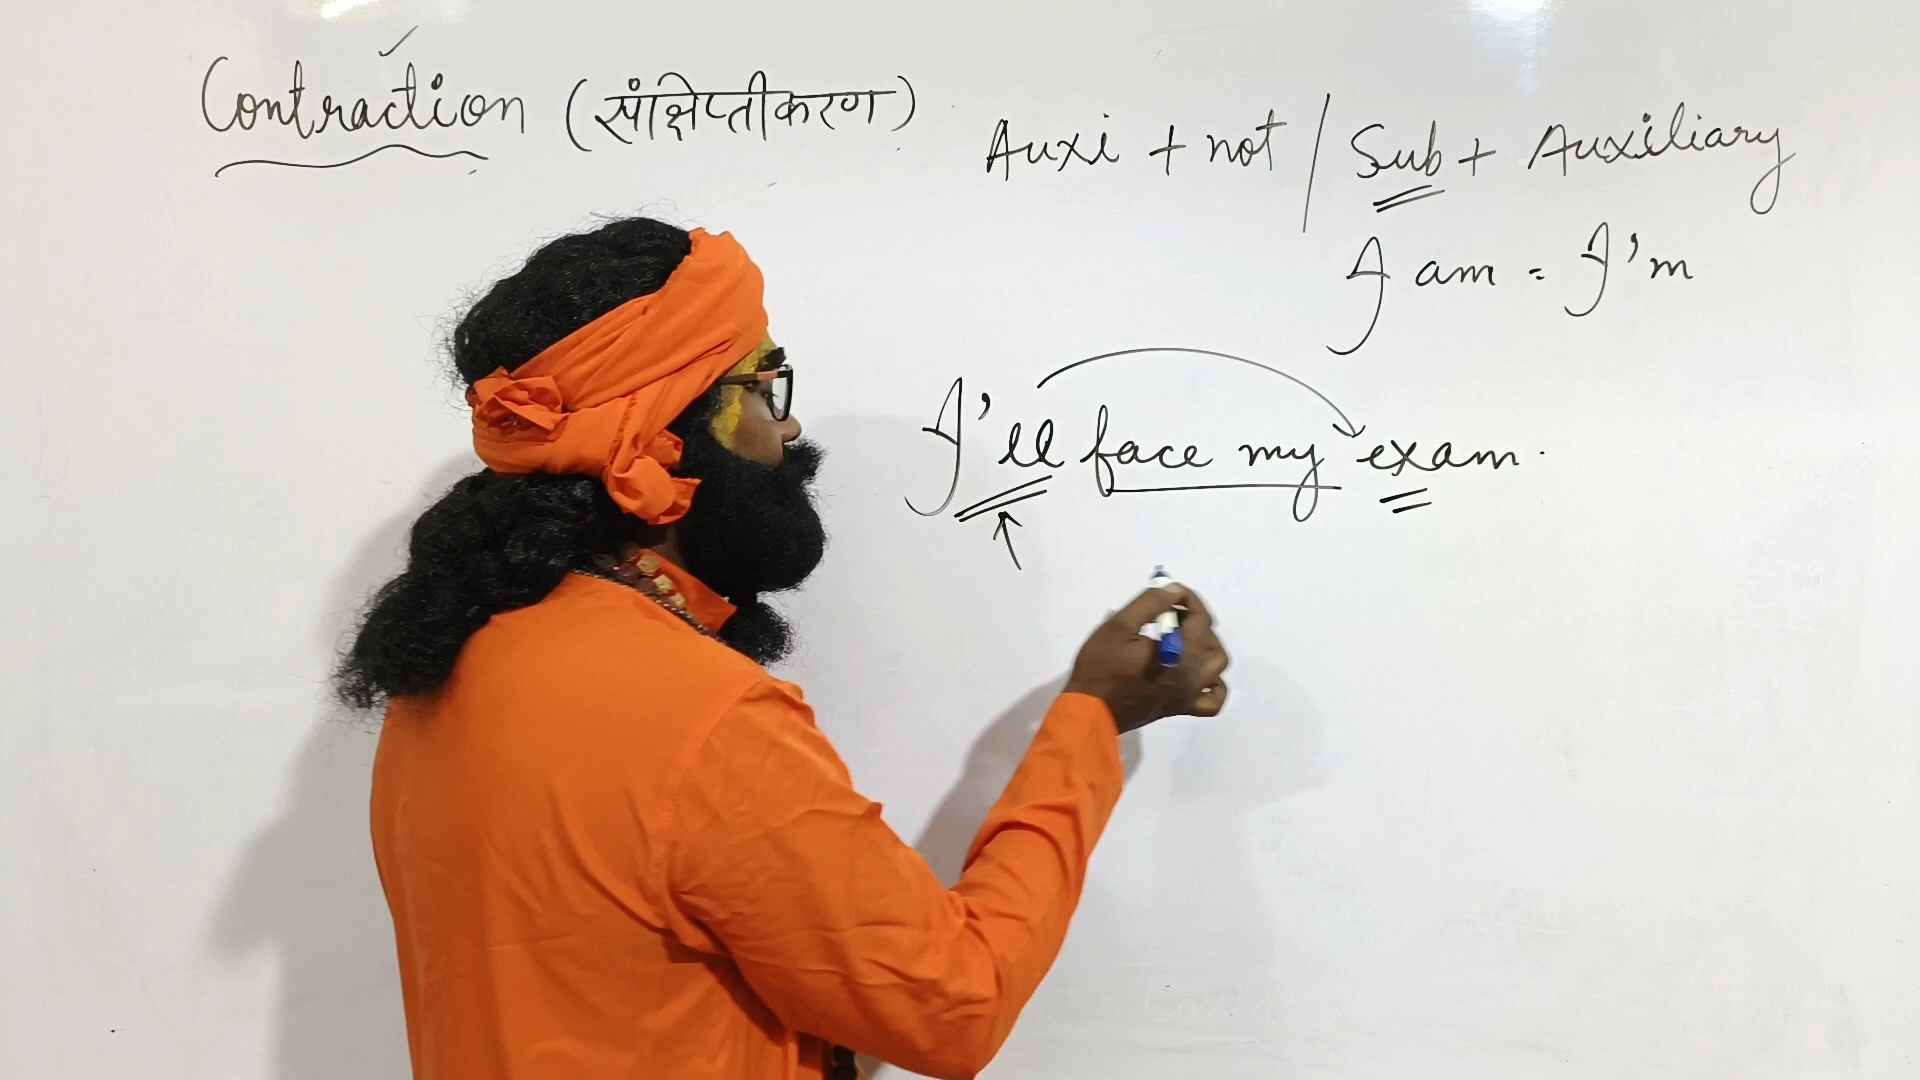 Contraction (संक्षिप्तीकरण)
Auxi + not / Sub + Auxiliary
I am = I'm
I'll face my exam.